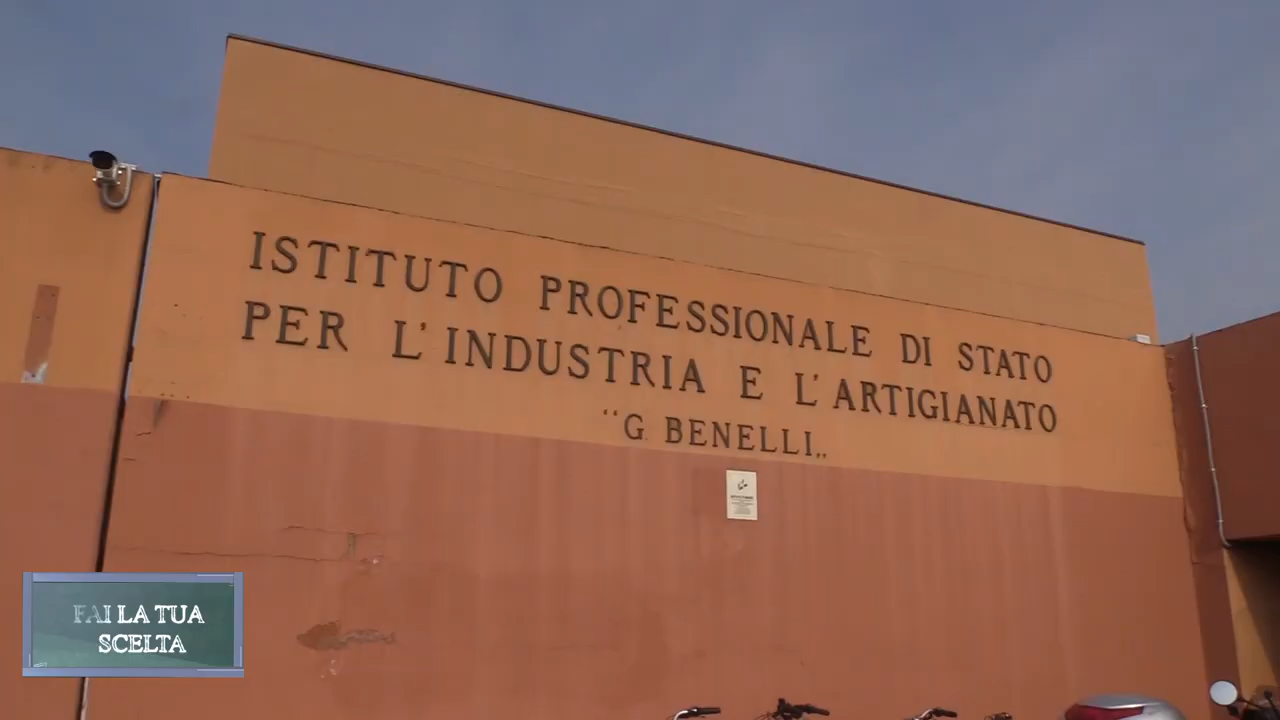 ISTITUTO PROFESSIONALE DI STATO
PER L'INDUSTRIA E L'ARTIGIANATO
"G. BENELLI„
FAI LA TUA
SCELTA